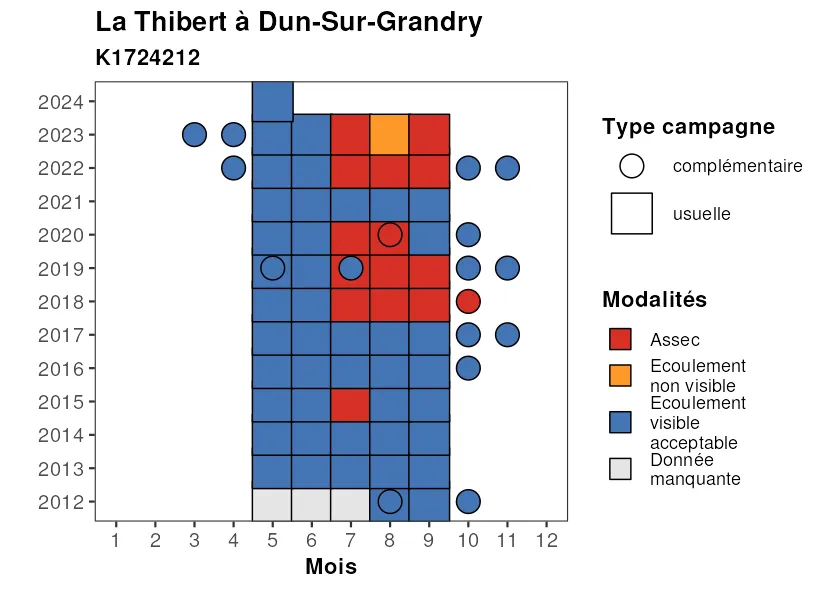 La Thibert à Dun-Sur-Grandry
K1724212
2024
2023
2022
2021
2020
2019
2018
2017
2016
2015
2014
2013
2012
1 2 3 4 5 6 7 8 9 10 11 12
Mois
Type campagne
complémentaire
usuelle
Modalités
Assec
Ecoulement
non visible
Ecoulement
visible
acceptable
Donnée
manquante